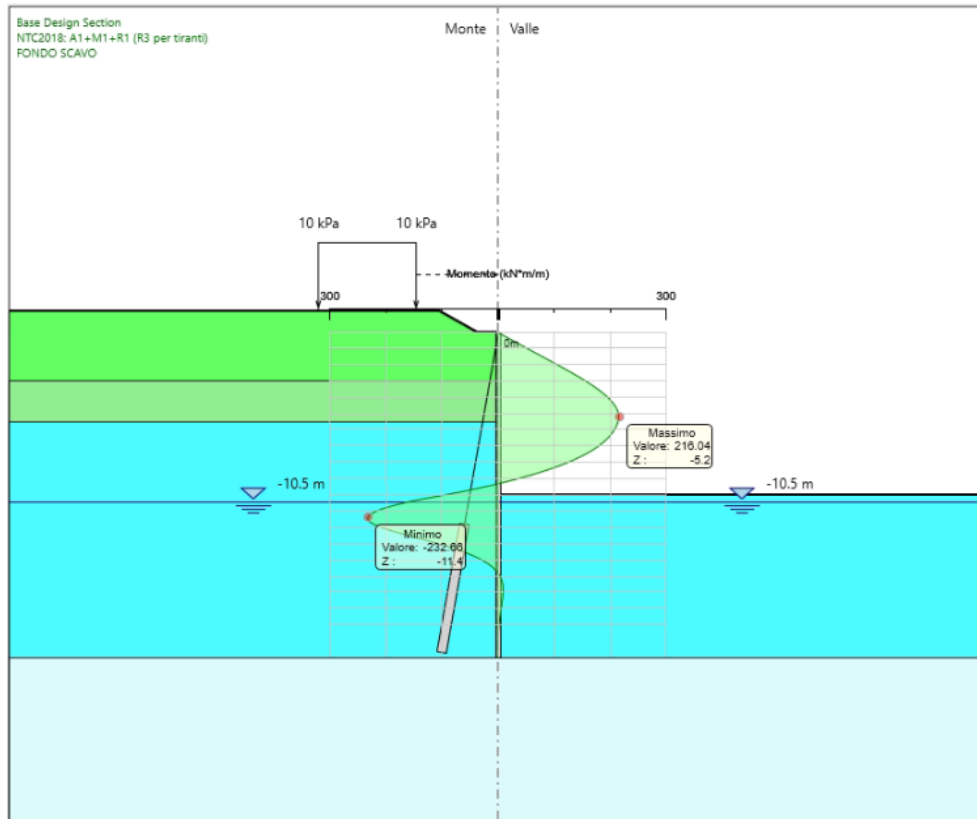 Base Design Section
NTC2018: A1+M1+R1 (R3 per tiranti)
FONDO SCAVO
Monte
Valle
10 kPa
10 kPa
Momento (kN*m/m)
300
300
0m
Massimo
Valore: 216.04
Z : -5.2
-10.5 m
-10.5 m
Minimo
Valore: -232.66
Z : -11.4